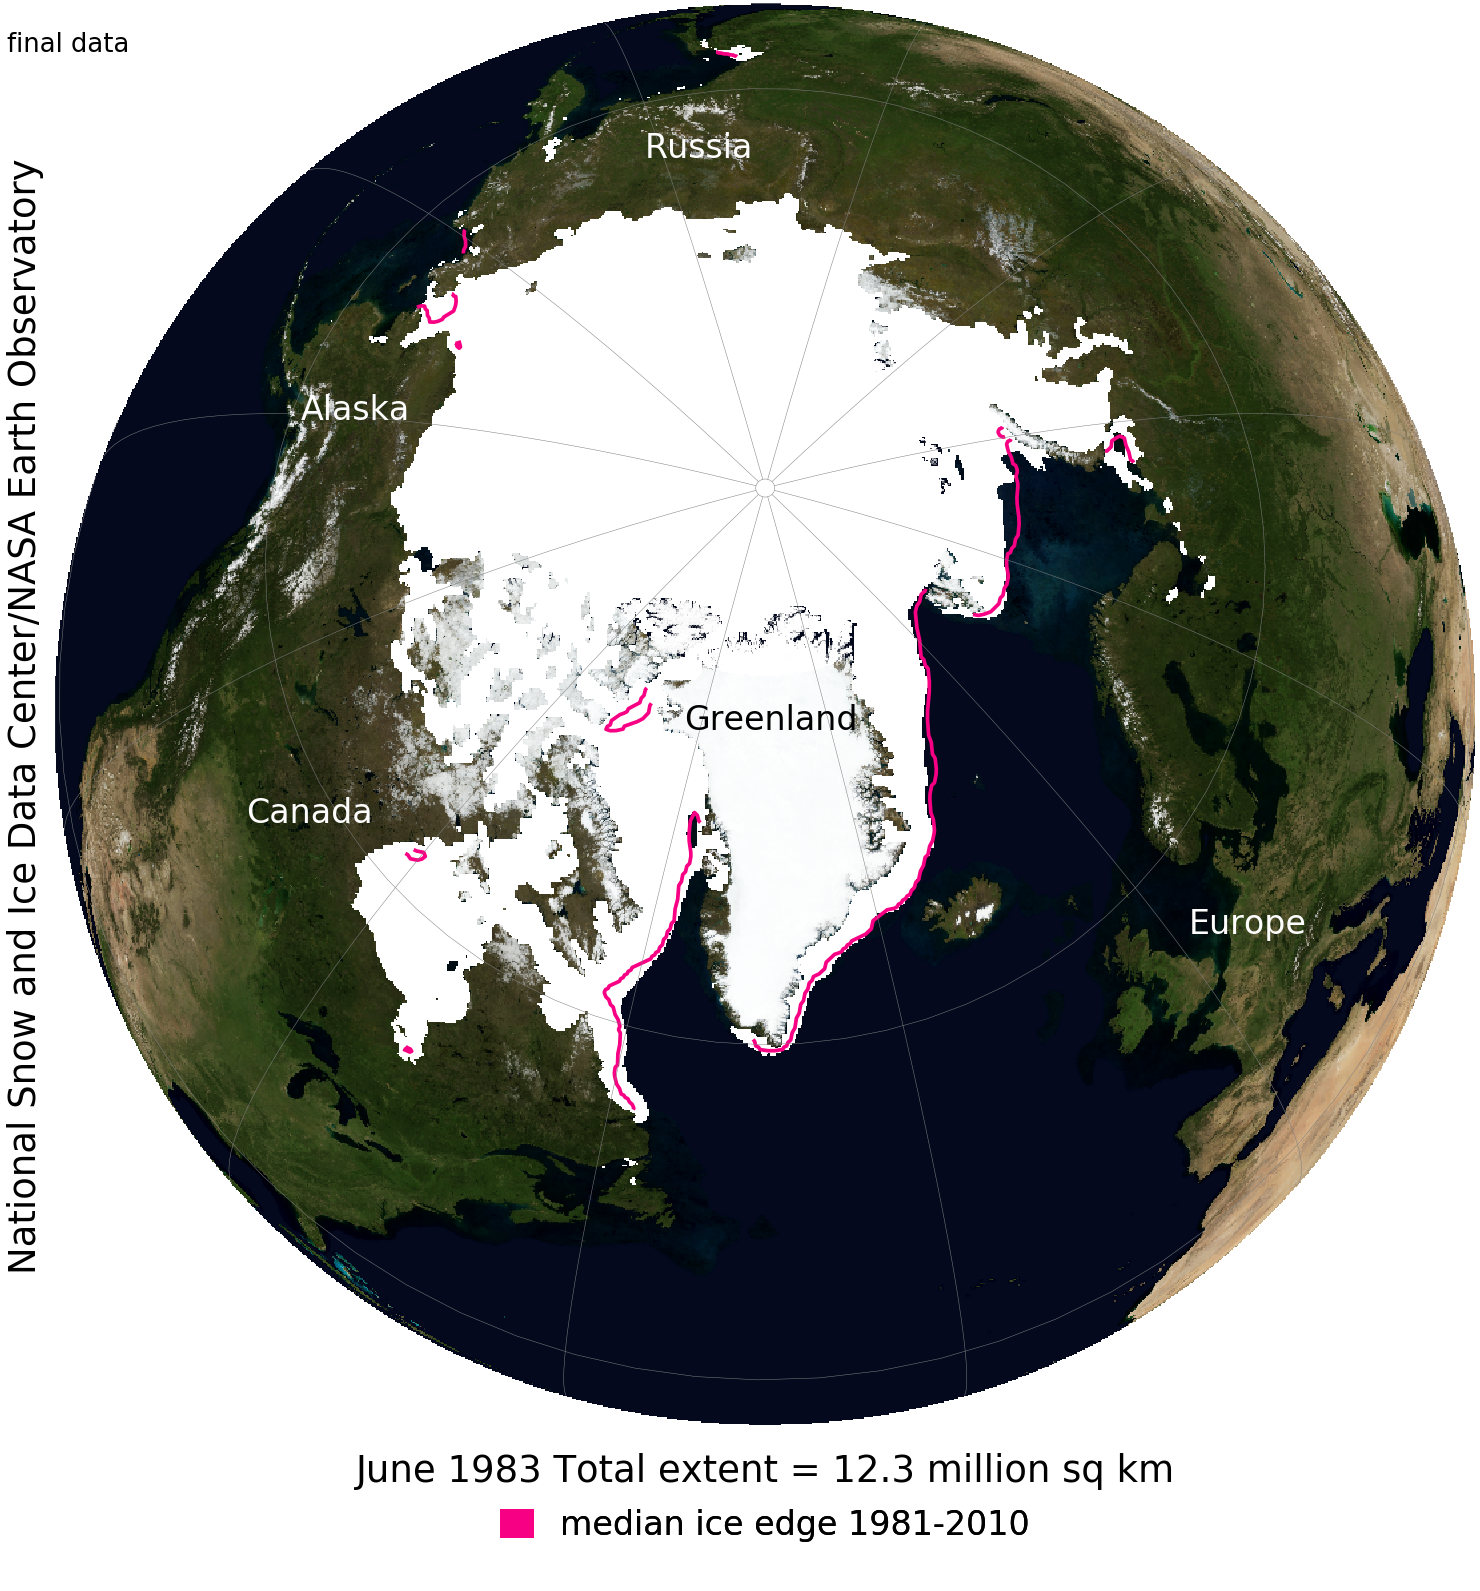 final data
National Snow and Ice Data Center/NASA Earth Observatory
Russia
Alaska
Greenland
Canada
Europe
June 1983 Total extent = 12.3 million sq km
median ice edge 1981-2010